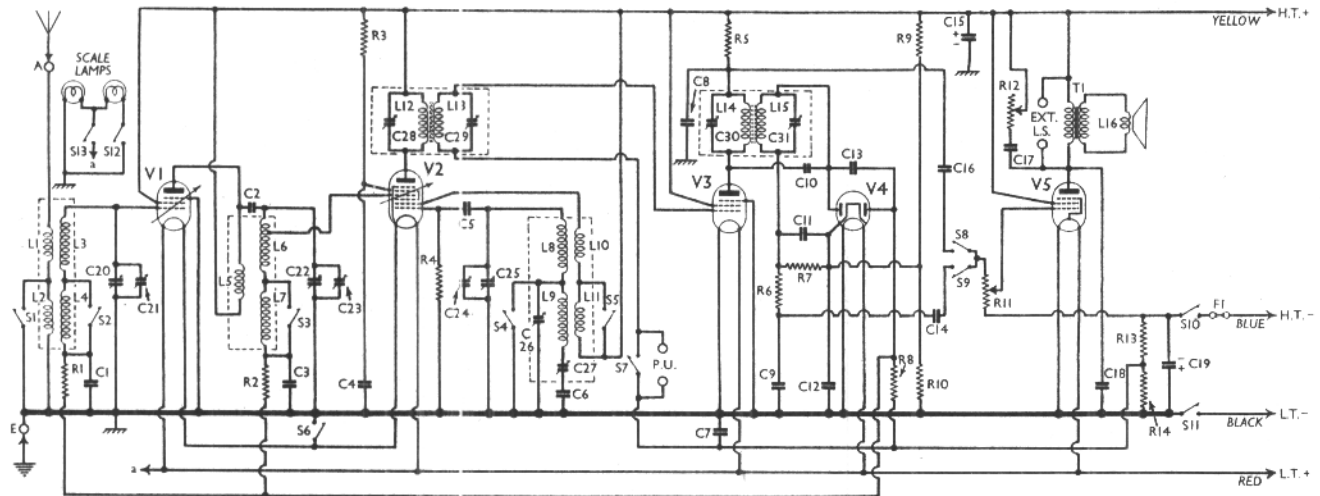 H.T.+
YELLOW
C15
+
-
R3
R5
R9
A
SCALE
LAMPS
S13
S12
a
V1
C2
L12
L13
C28
C29
V2
C8
L14
L15
C30
C31
C10
C13
C16
R12
EXT.
L.S.
C17
T1
L16
V3
V4
V5
L1
L3
L2
L4
S1
S2
C20
C21
R1
C1
L5
L6
L7
S3
C22
C23
R2
C3
S6
C4
R4
C5
C24
C25
S4
L8
L10
L9
L11
S5
C
26
C27
C6
S7
P.U.
C11
R7
R6
C14
C9
C12
R8
R10
C7
S8
S9
R11
R13
R14
C18
C19
-
+
S10
F1
H.T.-
BLUE
S11
L.T.-
BLACK
E
a
L.T.+
RED